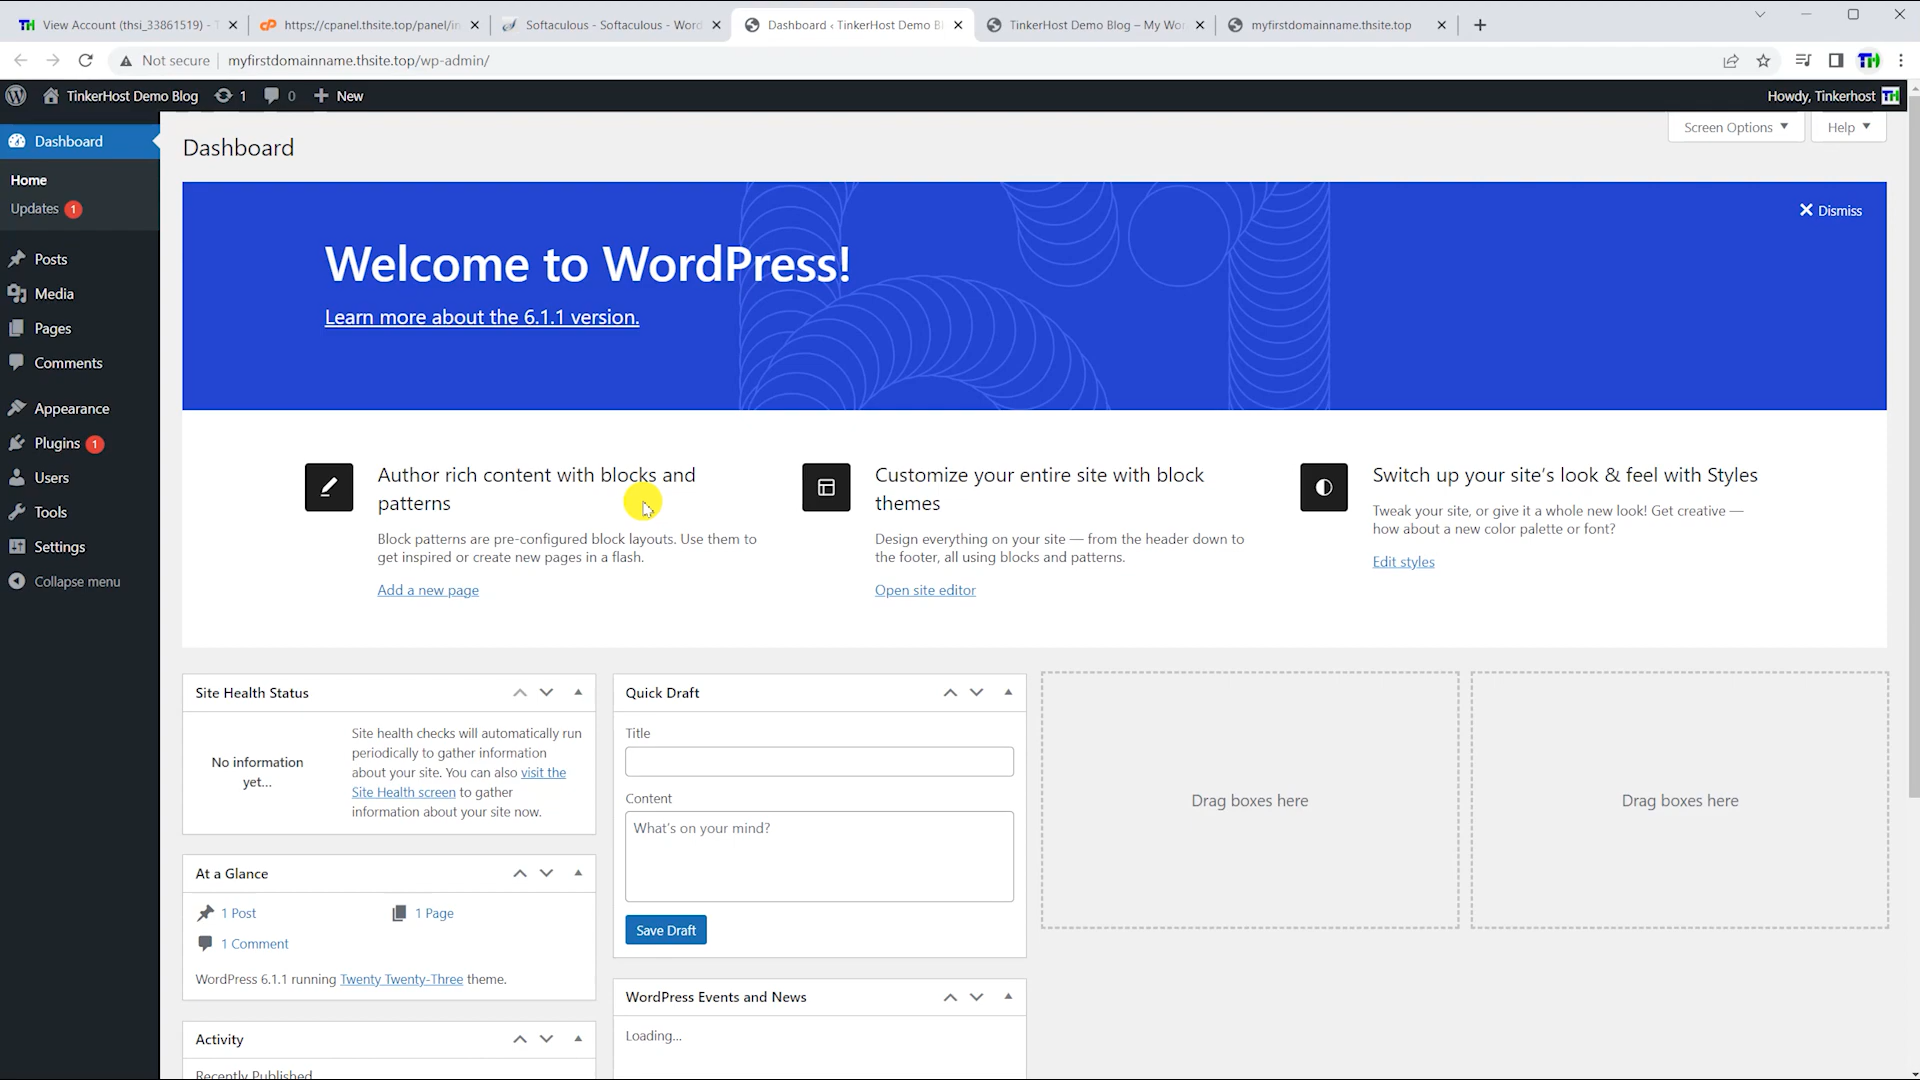 View Account (thsi_33861519) - T
https://cpanel.thsite.top/panel/in
Softaculous - Softaculous - Word
Dashboard ‹ TinkerHost Demo Bl
TinkerHost Demo Blog – My Wor
myfirstdomainname.thsite.top
Not secure
myfirstdomainname.thsite.top/wp-admin/
TinkerHost Demo Blog
1
0
New
Howdy, Tinkerhost
Screen Options
Help
Dashboard
Home
Updates 1
Posts
Media
Pages
Comments
Appearance
Plugins 1
Users
Tools
Settings
Collapse menu
Dashboard
Dismiss
Welcome to WordPress!
Learn more about the 6.1.1 version.
Author rich content with blocks and
patterns
Block patterns are pre-configured block layouts. Use them to
get inspired or create new pages in a flash.
Add a new page
Customize your entire site with block
themes
Design everything on your site — from the header down to
the footer, all using blocks and patterns.
Open site editor
Switch up your site's look & feel with Styles
Tweak your site, or give it a whole new look! Get creative —
how about a new color palette or font?
Edit styles
Site Health Status
No information
yet...
Site health checks will automatically run
periodically to gather information
about your site. You can also visit the
Site Health screen to gather
information about your site now.
At a Glance
1 Post
1 Page
1 Comment
WordPress 6.1.1 running Twenty Twenty-Three theme.
Activity
Recently Published
Quick Draft
Title
Content
What's on your mind?
Save Draft
WordPress Events and News
Loading...
Drag boxes here
Drag boxes here